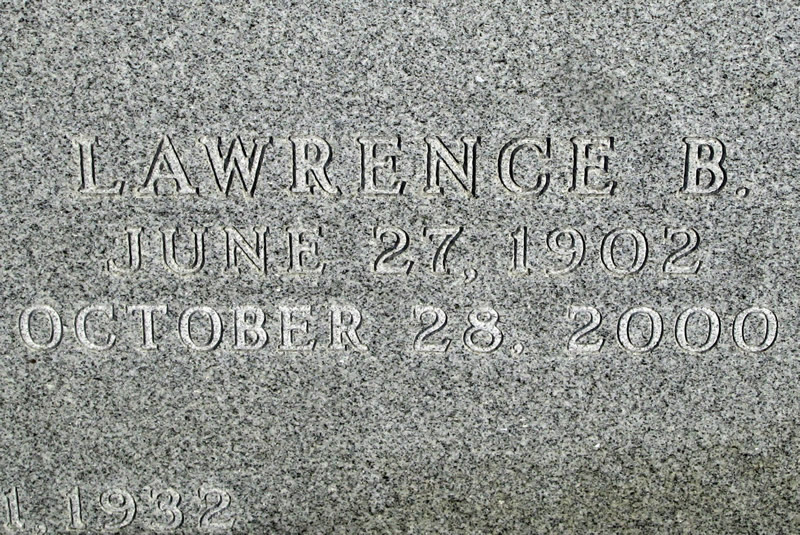 LAWRENCE B.
JUNE 27, 1902
OCTOBER 28, 2000
1, 1932